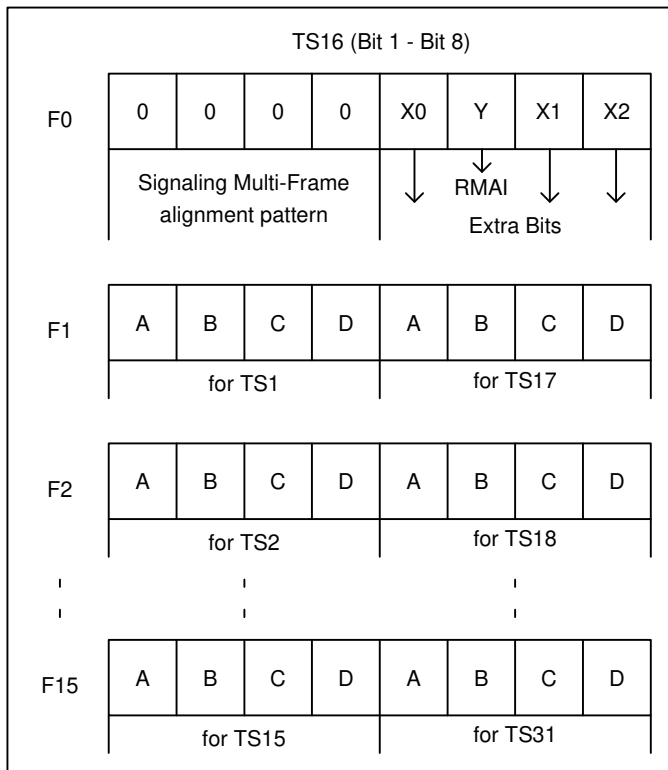 TS16 (Bit 1 - Bit 8)
F0 0 0 0 0 X0 Y X1 X2
Signaling Multi-Frame
alignment pattern
RMAI
Extra Bits
F1 A B C D A B C D
for TS1 for TS17
F2 A B C D A B C D
for TS2 for TS18
F15 A B C D A B C D
for TS15 for TS31